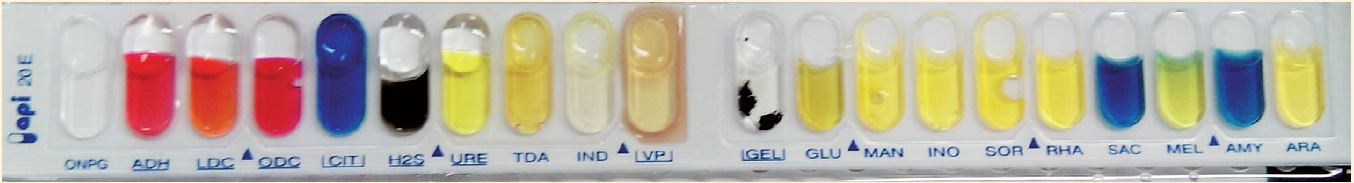 api 20 E
ONPG ADH LDC ODC |CIT| H2S URE TDA IND |VP| |GEL| GLU MAN INO SOR RHA SAC MEL AMY ARA